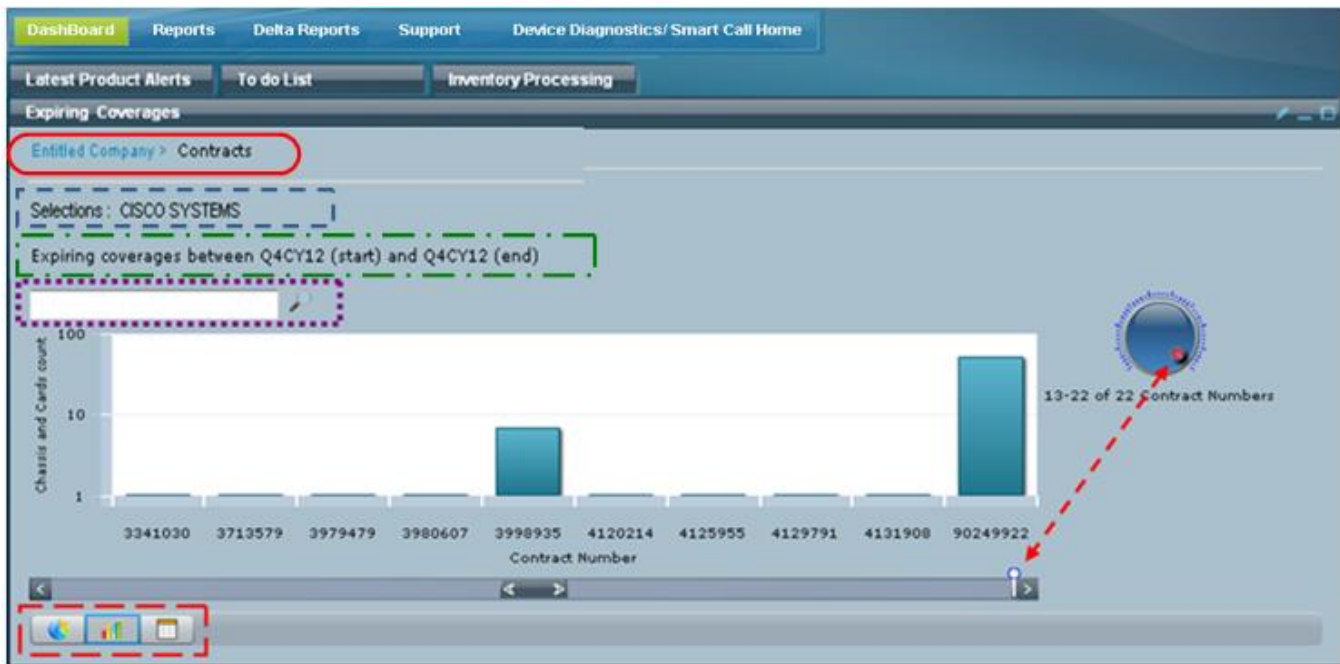 DashBoard Reports Delta Reports Support Device Diagnostics/ Smart Call Home
Latest Product Alerts To do List Inventory Processing
Expiring Coverages
Entitled Company > Contracts
Selections : CISCO SYSTEMS
Expiring coverages between Q4CY12 (start) and Q4CY12 (end)
Chassis and Cards count
100
10
1
13-22 of 22 Contract Numbers
3341030 3713579 3979479 3980607 3998935 4120214 4125955 4129791 4131908 90249922
Contract Number